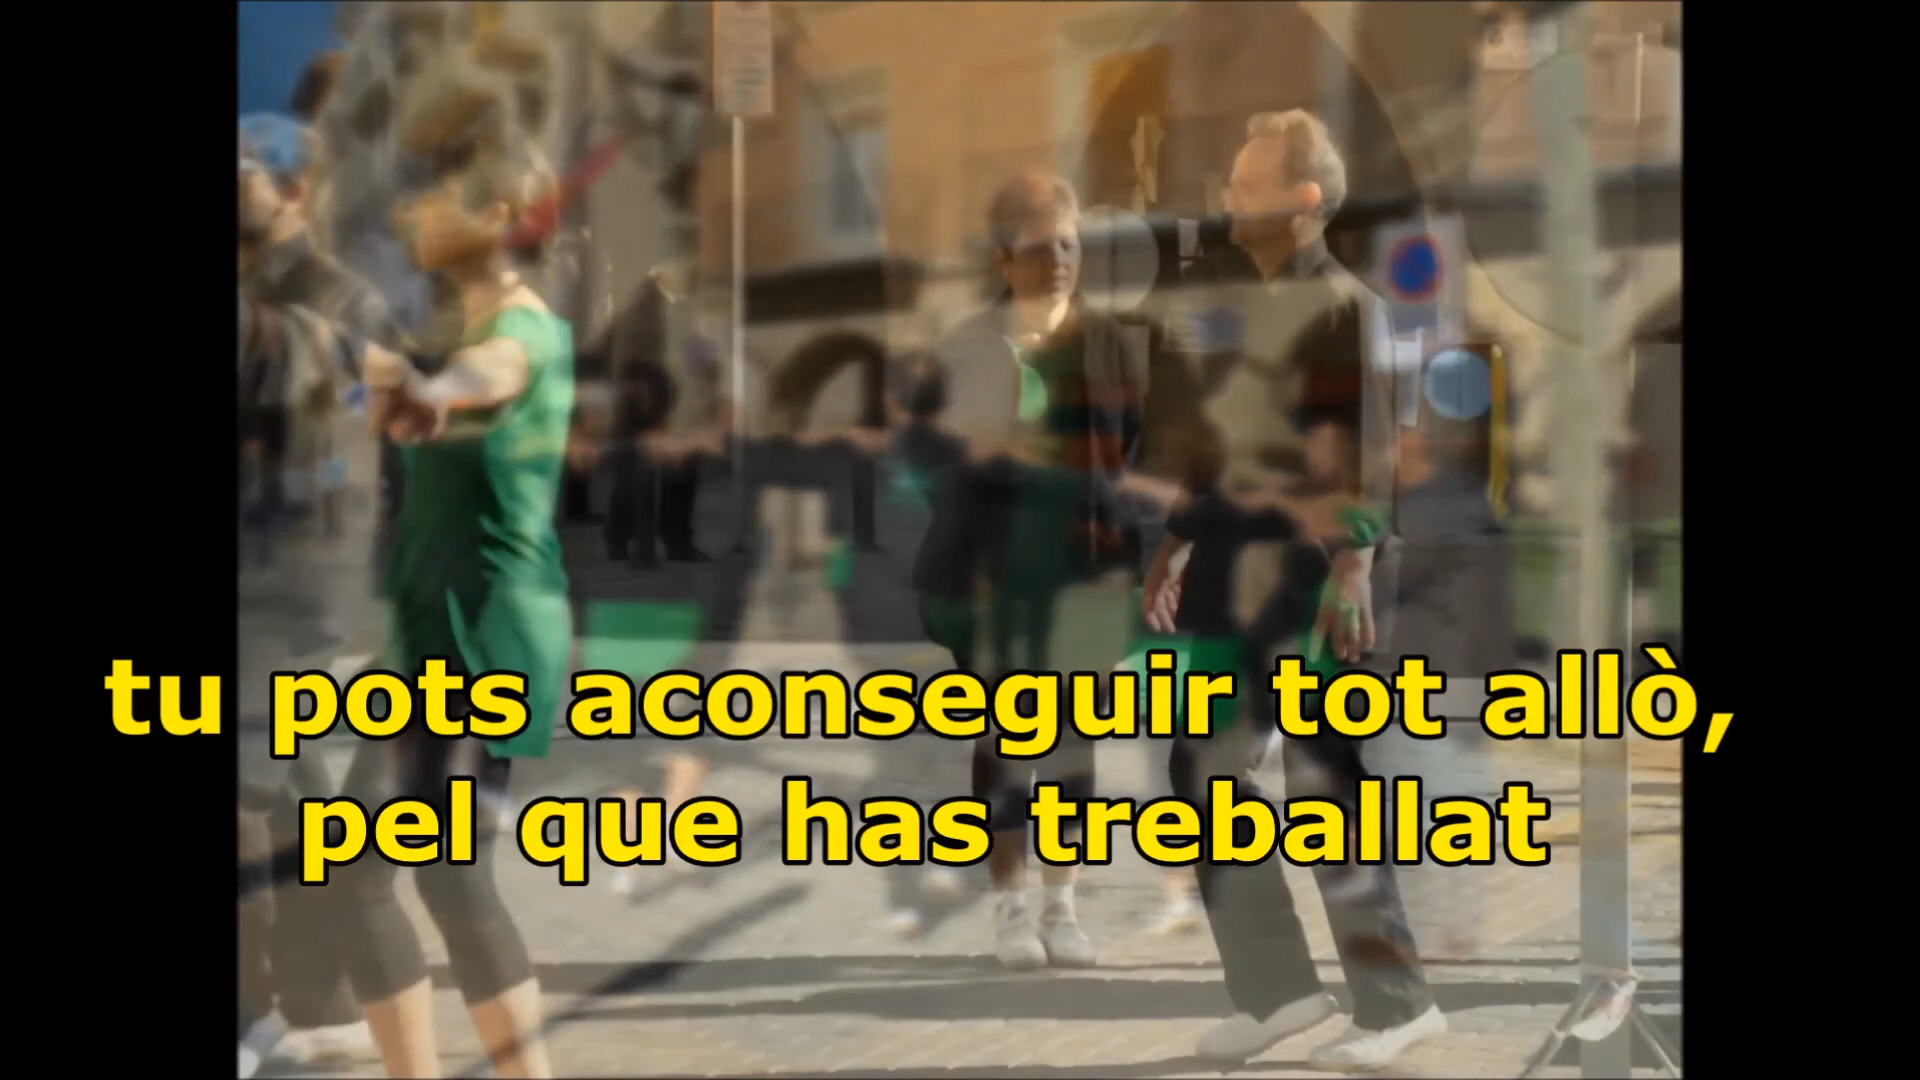 tu pots aconseguir tot allò,
pel que has treballat